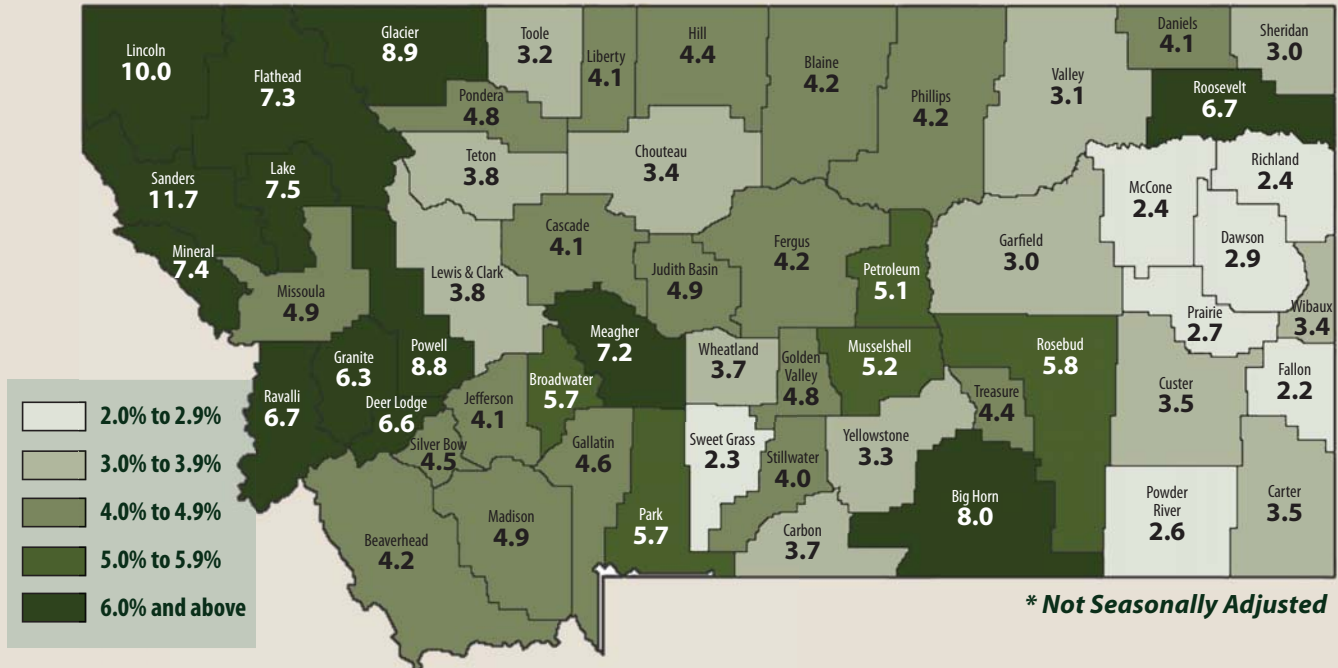 Lincoln
10.0
Flathead
7.3
Glacier
8.9
Toole
3.2
Liberty
4.1
Hill
4.4
Blaine
4.2
Phillips
4.2
Valley
3.1
Daniels
4.1
Sheridan
3.0
Roosevelt
6.7
Pondera
4.8
Teton
3.8
Chouteau
3.4
Sanders
11.7
Lake
7.5
Mineral
7.4
Missoula
4.9
Lewis & Clark
3.8
Cascade
4.1
Judith Basin
4.9
Fergus
4.2
Petroleum
5.1
Garfield
3.0
McCone
2.4
Richland
2.4
Dawson
2.9
Prairie
2.7
Wibaux
3.4
Ravalli
6.7
Granite
6.3
Powell
8.8
Deer Lodge
6.6
Silver Bow
4.5
Jefferson
4.1
Broadwater
5.7
Meagher
7.2
Wheatland
3.7
Golden
Valley
4.8
Musselshell
5.2
Rosebud
5.8
Treasure
4.4
Custer
3.5
Fallon
2.2
Beaverhead
4.2
Madison
4.9
Gallatin
4.6
Park
5.7
Sweet Grass
2.3
Stillwater
4.0
Yellowstone
3.3
Carbon
3.7
Big Horn
8.0
Powder
River
2.6
Carter
3.5
2.0% to 2.9%
3.0% to 3.9%
4.0% to 4.9%
5.0% to 5.9%
6.0% and above
* Not Seasonally Adjusted